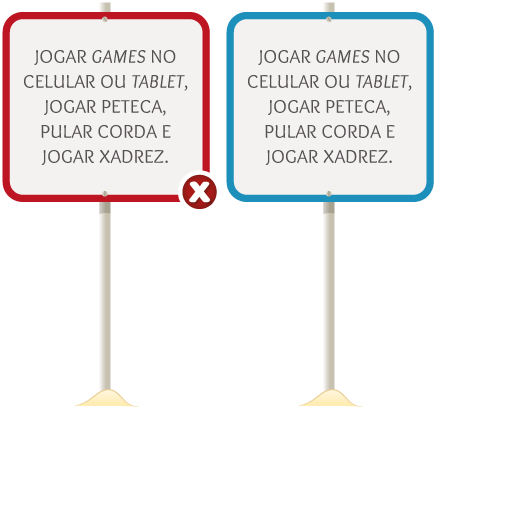 JOGAR GAMES NO
CELULAR OU TABLET,
JOGAR PETECA,
PULAR CORDA E
JOGAR XADREZ.
JOGAR GAMES NO
CELULAR OU TABLET,
JOGAR PETECA,
PULAR CORDA E
JOGAR XADREZ.